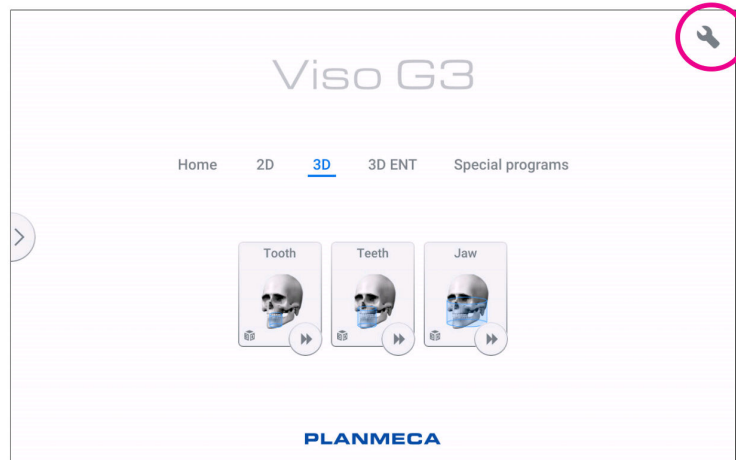 Viso G3
Home 2D 3D 3D ENT Special programs
Tooth Teeth Jaw
PLANMECA